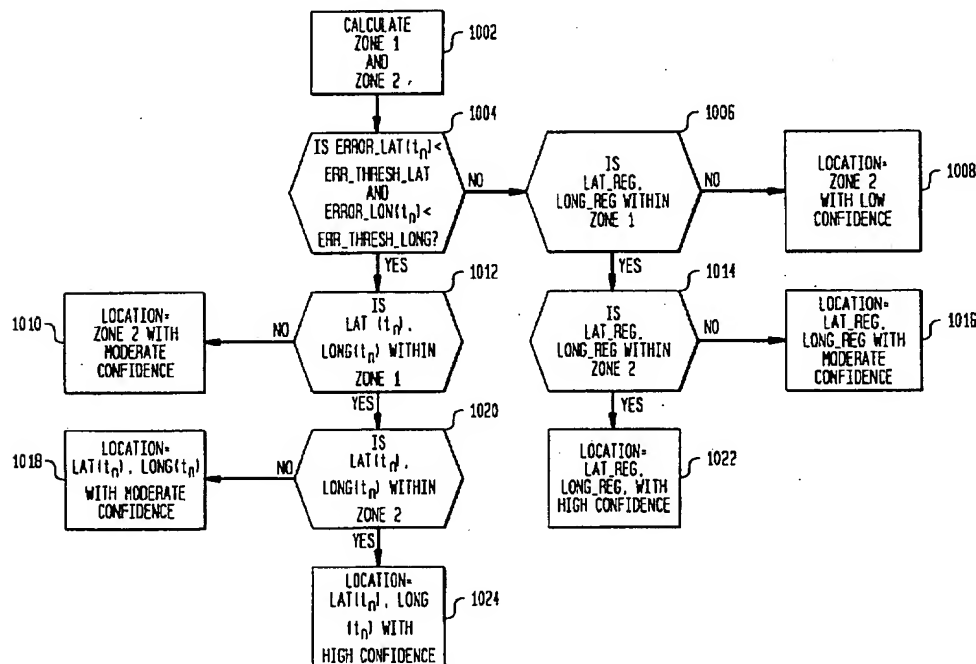 CALCULATE
ZONE 1
AND
ZONE 2
1002
1004
IS ERROR_LAT(tn)<
ERR_THRESH_LAT
AND
ERROR_LON(tn)<
ERR_THRESH_LONG?
NO
YES
1006
IS
LAT_REG,
LONG_REG WITHIN
ZONE 1
NO
YES
LOCATION=
ZONE 2
WITH LOW
CONFIDENCE
1008
LOCATION=
ZONE 2 WITH
MODERATE
CONFIDENCE
1010
1012
IS
LAT (tn),
LONG(tn) WITHIN
ZONE 1
NO
YES
1014
IS
LAT_REG,
LONG_REG WITHIN
ZONE 2
NO
YES
LOCATION=
LAT_REG,
LONG_REG WITH
MODERATE
CONFIDENCE
1016
LOCATION=
LAT(tn), LONG(tn)
WITH MODERATE
CONFIDENCE
1018
1020
IS
LAT(tn),
LONG(tn) WITHIN
ZONE 2
NO
YES
LOCATION=
LAT_REG,
LONG_REG, WITH
HIGH CONFIDENCE
1022
LOCATION=
LAT(tn), LONG
(tn) WITH
HIGH CONFIDENCE
1024